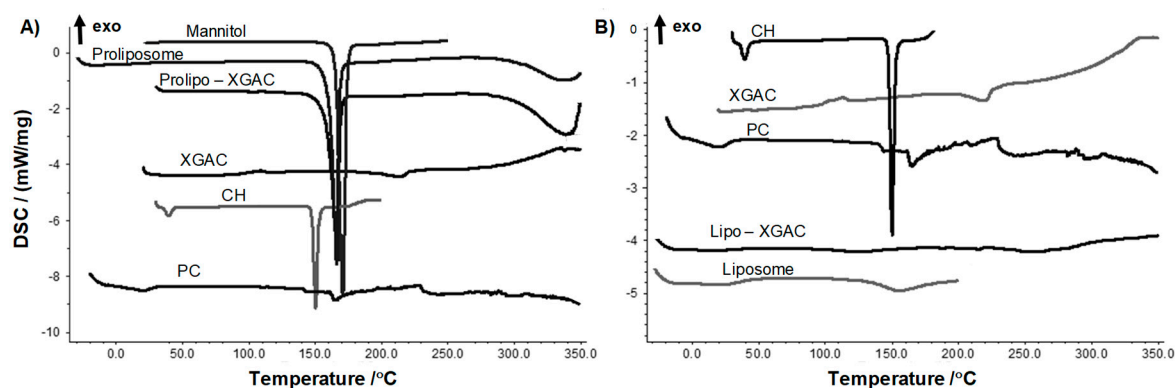 A)
exo
Mannitol
0
Proliposome
Prolipo – XGAC
-2
-4
XGAC
CH
-6
PC
-8
-10
DSC / (mW/mg)
0.0 50.0 100.0 150.0 200.0 250.0 300.0 350.0
Temperature /°C
B)
exo
0
CH
-1
XGAC
PC
-2
-3
Lipo – XGAC
-4
Liposome
-5
0.0 50.0 100.0 150.0 200.0 250.0 300.0 350.0
Temperature /°C